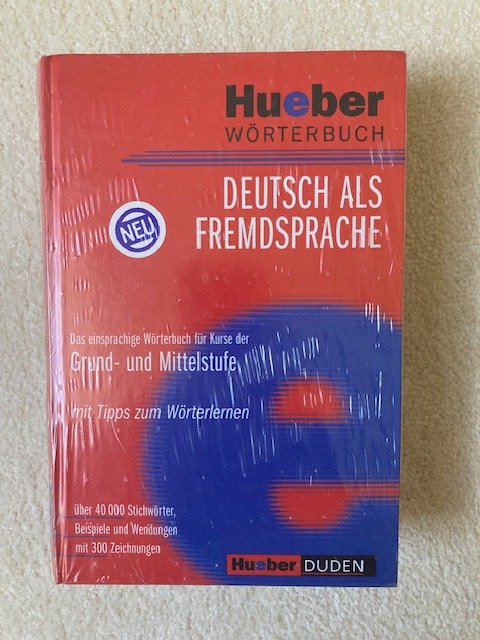 Hueber
WÖRTERBUCH
DEUTSCH ALS
FREMDSPRACHE
NEU
Das einsprachige Wörterbuch für Kurse der
Grund- und Mittelstufe
mit Tipps zum Wörterlernen
über 40 000 Stichwörter,
Beispiele und Wendungen
mit 300 Zeichnungen
Hueber DUDEN